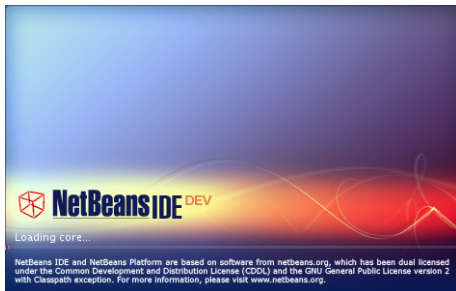 NetBeans IDE DEV
Loading core...
NetBeans IDE and NetBeans Platform are based on software from netbeans.org, which has been dual licensed
under the Common Development and Distribution License (CDDL) and the GNU General Public License version 2
with Classpath exception. For more information, please visit www.netbeans.org.